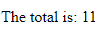 The total is: 11